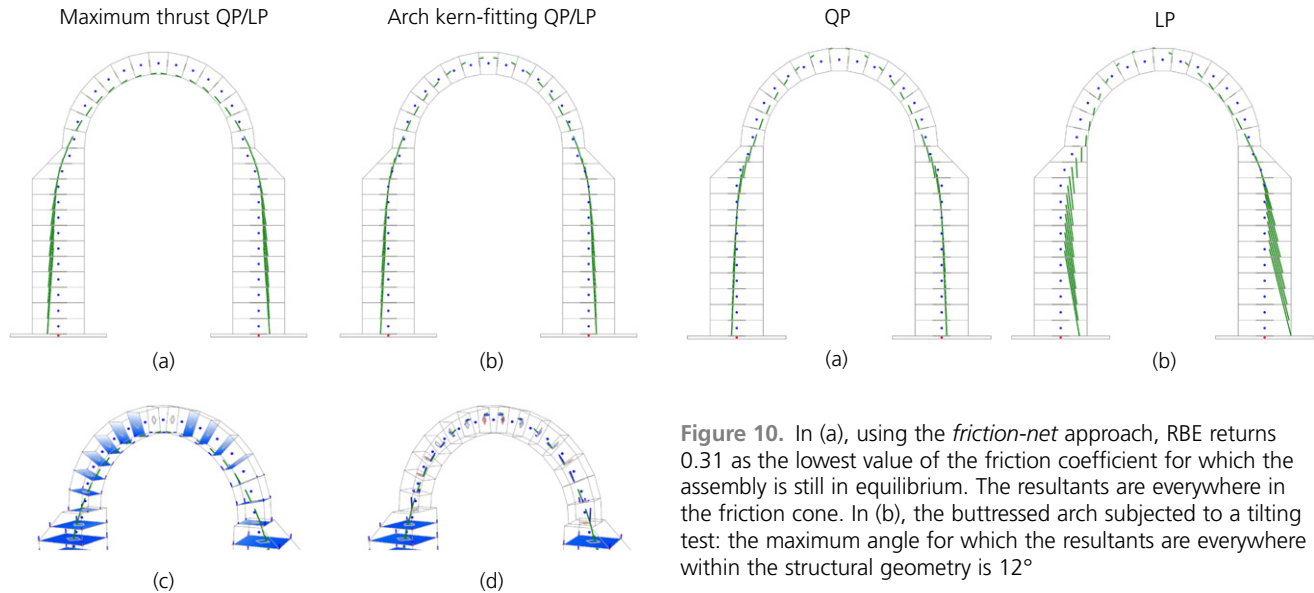 Maximum thrust QP/LP
Arch kern-fitting QP/LP
(a)
(b)
(c)
(d)
QP
LP
(a)
(b)
Figure 10. In (a), using the friction-net approach, RBE returns
0.31 as the lowest value of the friction coefficient for which the
assembly is still in equilibrium. The resultants are everywhere in
the friction cone. In (b), the buttressed arch subjected to a tilting
test: the maximum angle for which the resultants are everywhere
within the structural geometry is 12°